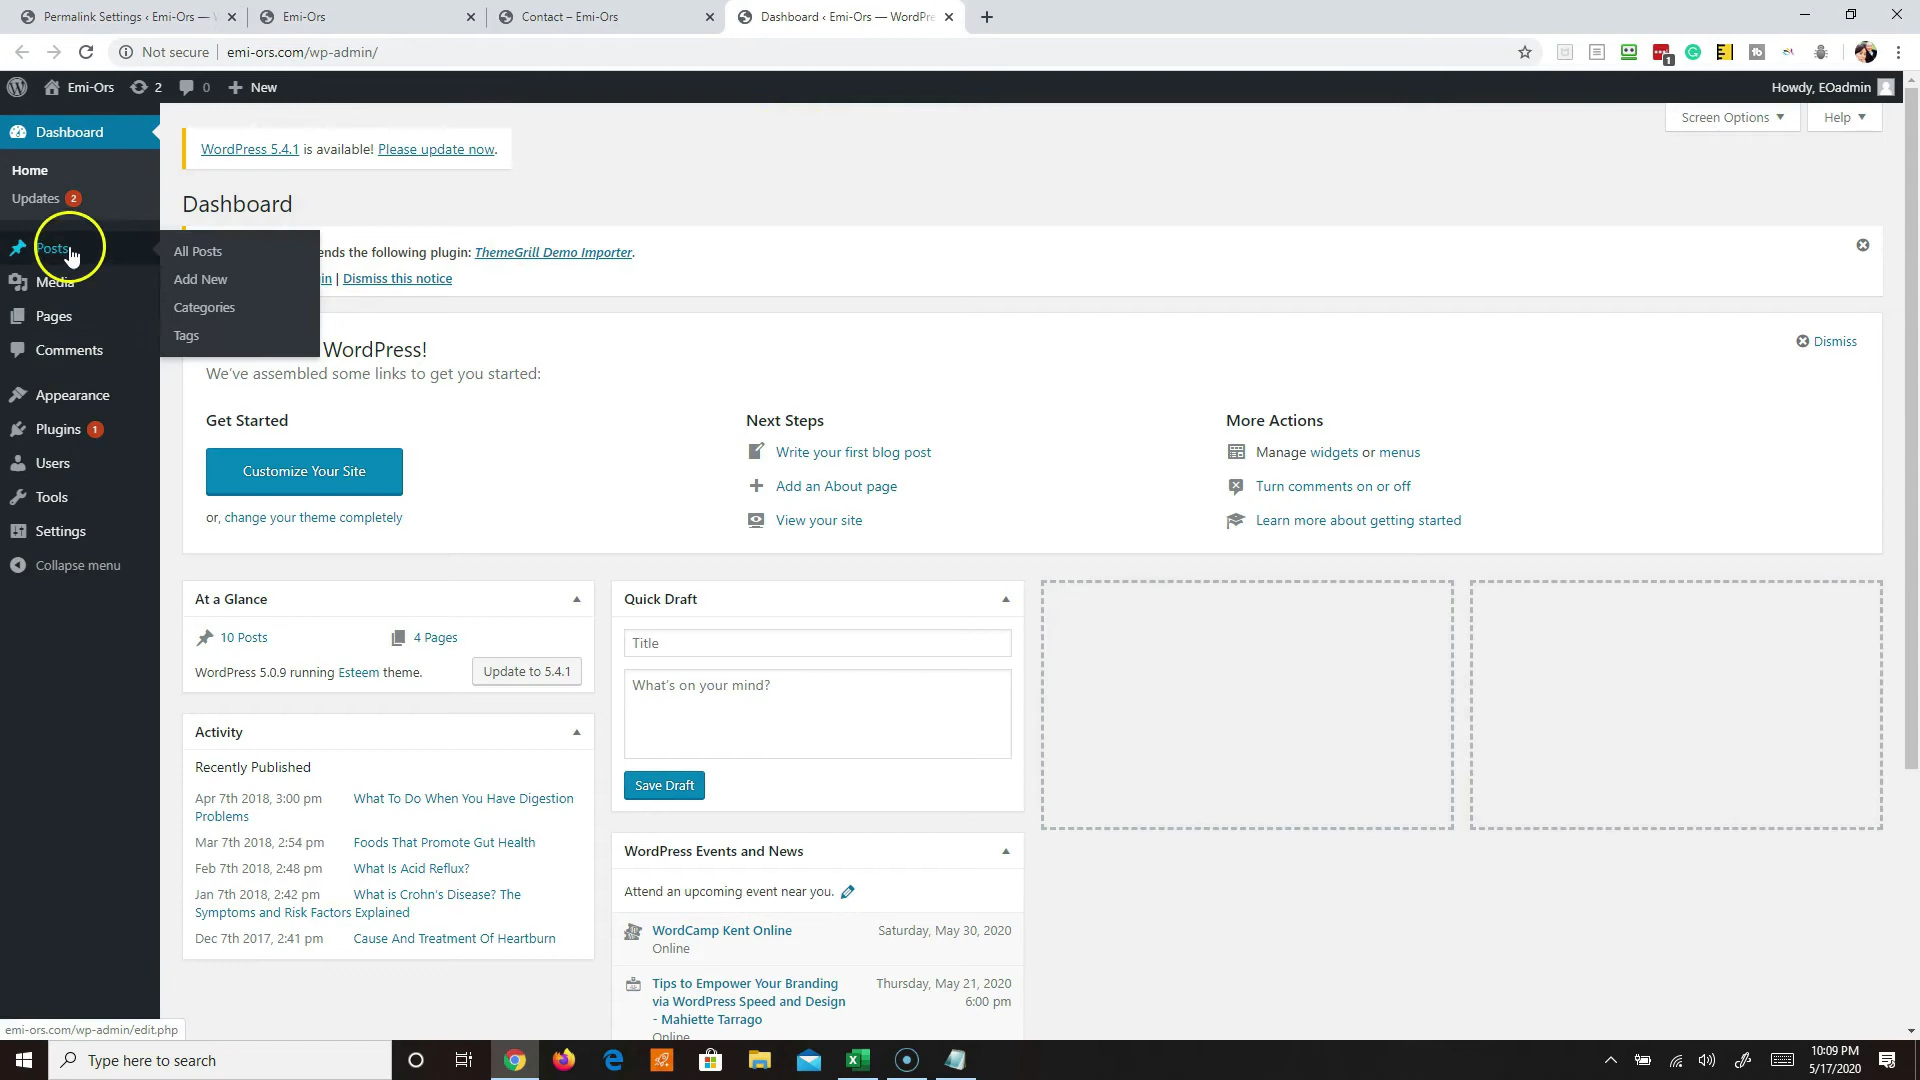 Permalink Settings ‹ Emi-Ors — W
Emi-Ors
Contact – Emi-Ors
Dashboard ‹ Emi-Ors — WordPre
Not secure
emi-ors.com/wp-admin/
1
Emi-Ors
2
0
New
Howdy, EOadmin
Dashboard
Home
Updates 2
Posts
Media
Pages
Comments
Appearance
Plugins 1
Users
Tools
Settings
Collapse menu
All Posts
Add New
Categories
Tags
Screen Options
Help
WordPress 5.4.1 is available! Please update now.
Dashboard
ends the following plugin: ThemeGrill Demo Importer.
in | Dismiss this notice
WordPress!
Dismiss
We've assembled some links to get you started:
Get Started
Customize Your Site
or, change your theme completely
Next Steps
Write your first blog post
Add an About page
View your site
More Actions
Manage widgets or menus
Turn comments on or off
Learn more about getting started
At a Glance
10 Posts
4 Pages
WordPress 5.0.9 running Esteem theme.
Update to 5.4.1
Activity
Recently Published
Apr 7th 2018, 3:00 pm What To Do When You Have Digestion
Problems
Mar 7th 2018, 2:54 pm Foods That Promote Gut Health
Feb 7th 2018, 2:48 pm What Is Acid Reflux?
Jan 7th 2018, 2:42 pm What is Crohn's Disease? The
Symptoms and Risk Factors Explained
Dec 7th 2017, 2:41 pm Cause And Treatment Of Heartburn
Quick Draft
Title
What's on your mind?
Save Draft
WordPress Events and News
Attend an upcoming event near you.
WordCamp Kent Online Saturday, May 30, 2020
Online
Tips to Empower Your Branding Thursday, May 21, 2020
via WordPress Speed and Design 6:00 pm
- Mahiette Tarrago
Online
emi-ors.com/wp-admin/edit.php
Type here to search
10:09 PM
5/17/2020